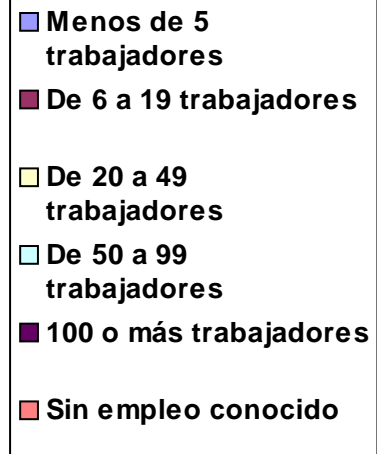 Menos de 5
trabajadores
De 6 a 19 trabajadores
De 20 a 49
trabajadores
De 50 a 99
trabajadores
100 o más trabajadores
Sin empleo conocido